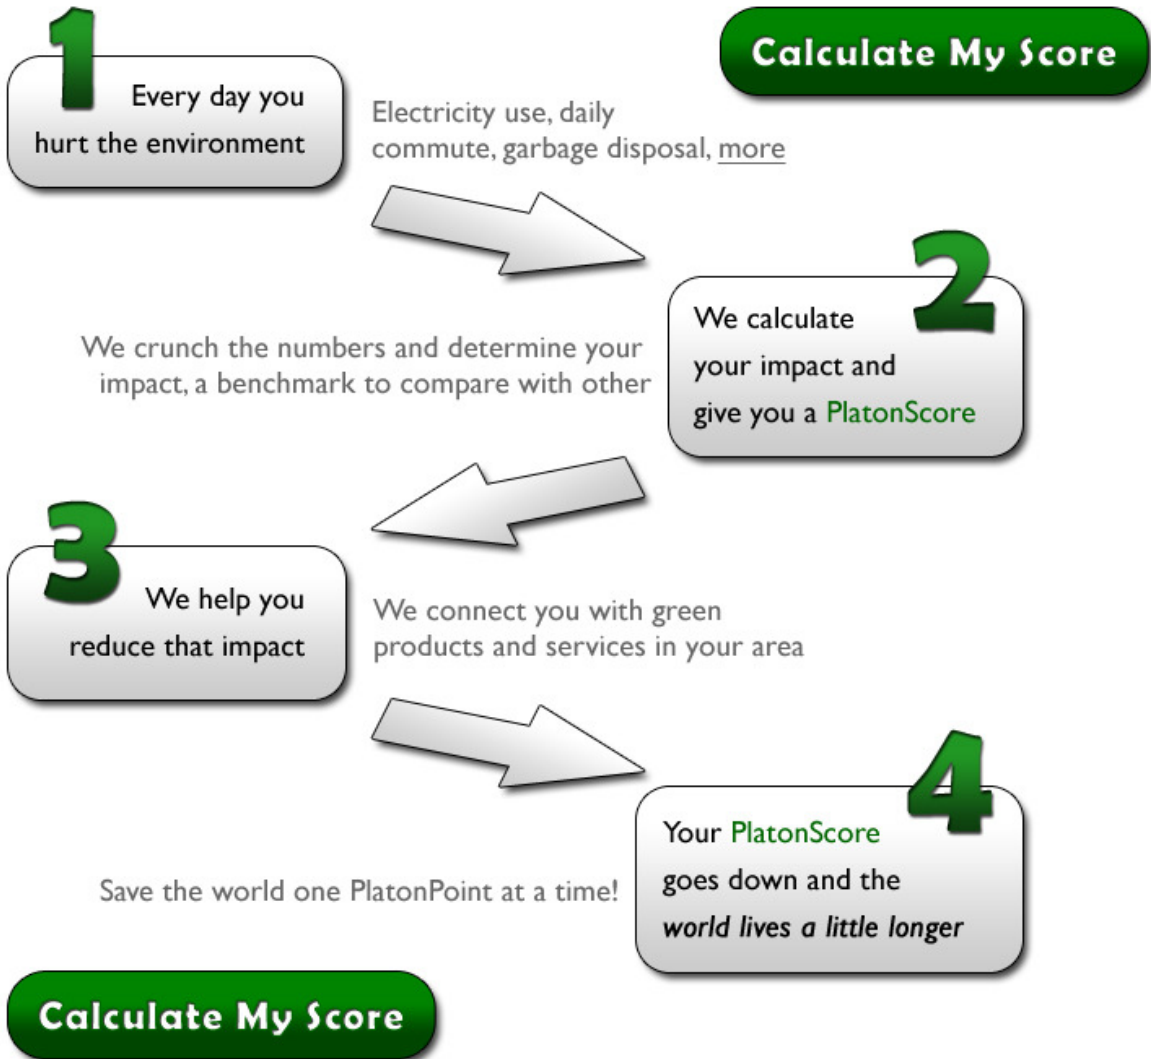 Calculate My Score
1
Every day you
hurt the environment
Electricity use, daily
commute, garbage disposal, more
2
We calculate
your impact and
give you a PlatonScore
We crunch the numbers and determine your
impact, a benchmark to compare with other
3
We help you
reduce that impact
We connect you with green
products and services in your area
4
Your PlatonScore
goes down and the
world lives a little longer
Save the world one PlatonPoint at a time!
Calculate My Score